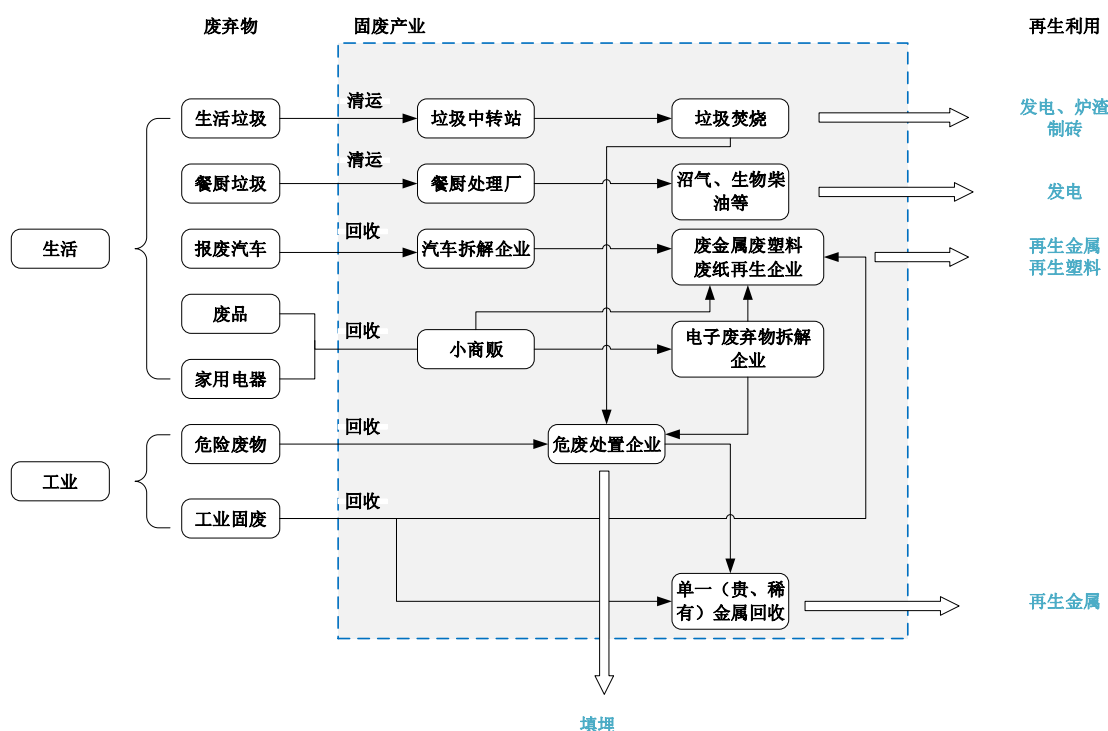 废弃物
固废产业
再生利用
清运
生活垃圾
垃圾中转站
垃圾焚烧
发电、炉渣
制砖
清运
餐厨垃圾
餐厨处理厂
沼气、生物柴
油等
发电
生活
回收
报废汽车
汽车拆解企业
废金属废塑料
废纸再生企业
再生金属
再生塑料
废品
回收
小商贩
电子废弃物拆解
企业
家用电器
回收
危险废物
危废处置企业
工业
回收
工业固废
单一（贵、稀
有）金属回收
再生金属
填埋